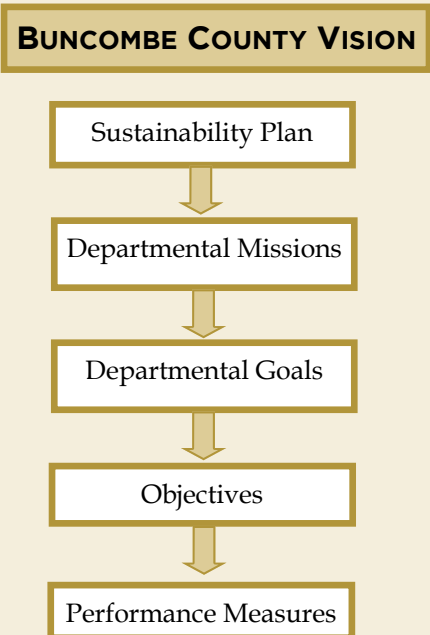 BUNCOMBE COUNTY VISION
Sustainability Plan
Departmental Missions
Departmental Goals
Objectives
Performance Measures